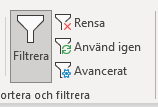 Rensa
Använd igen
Filtrera
Avancerat
ortera och filtrera